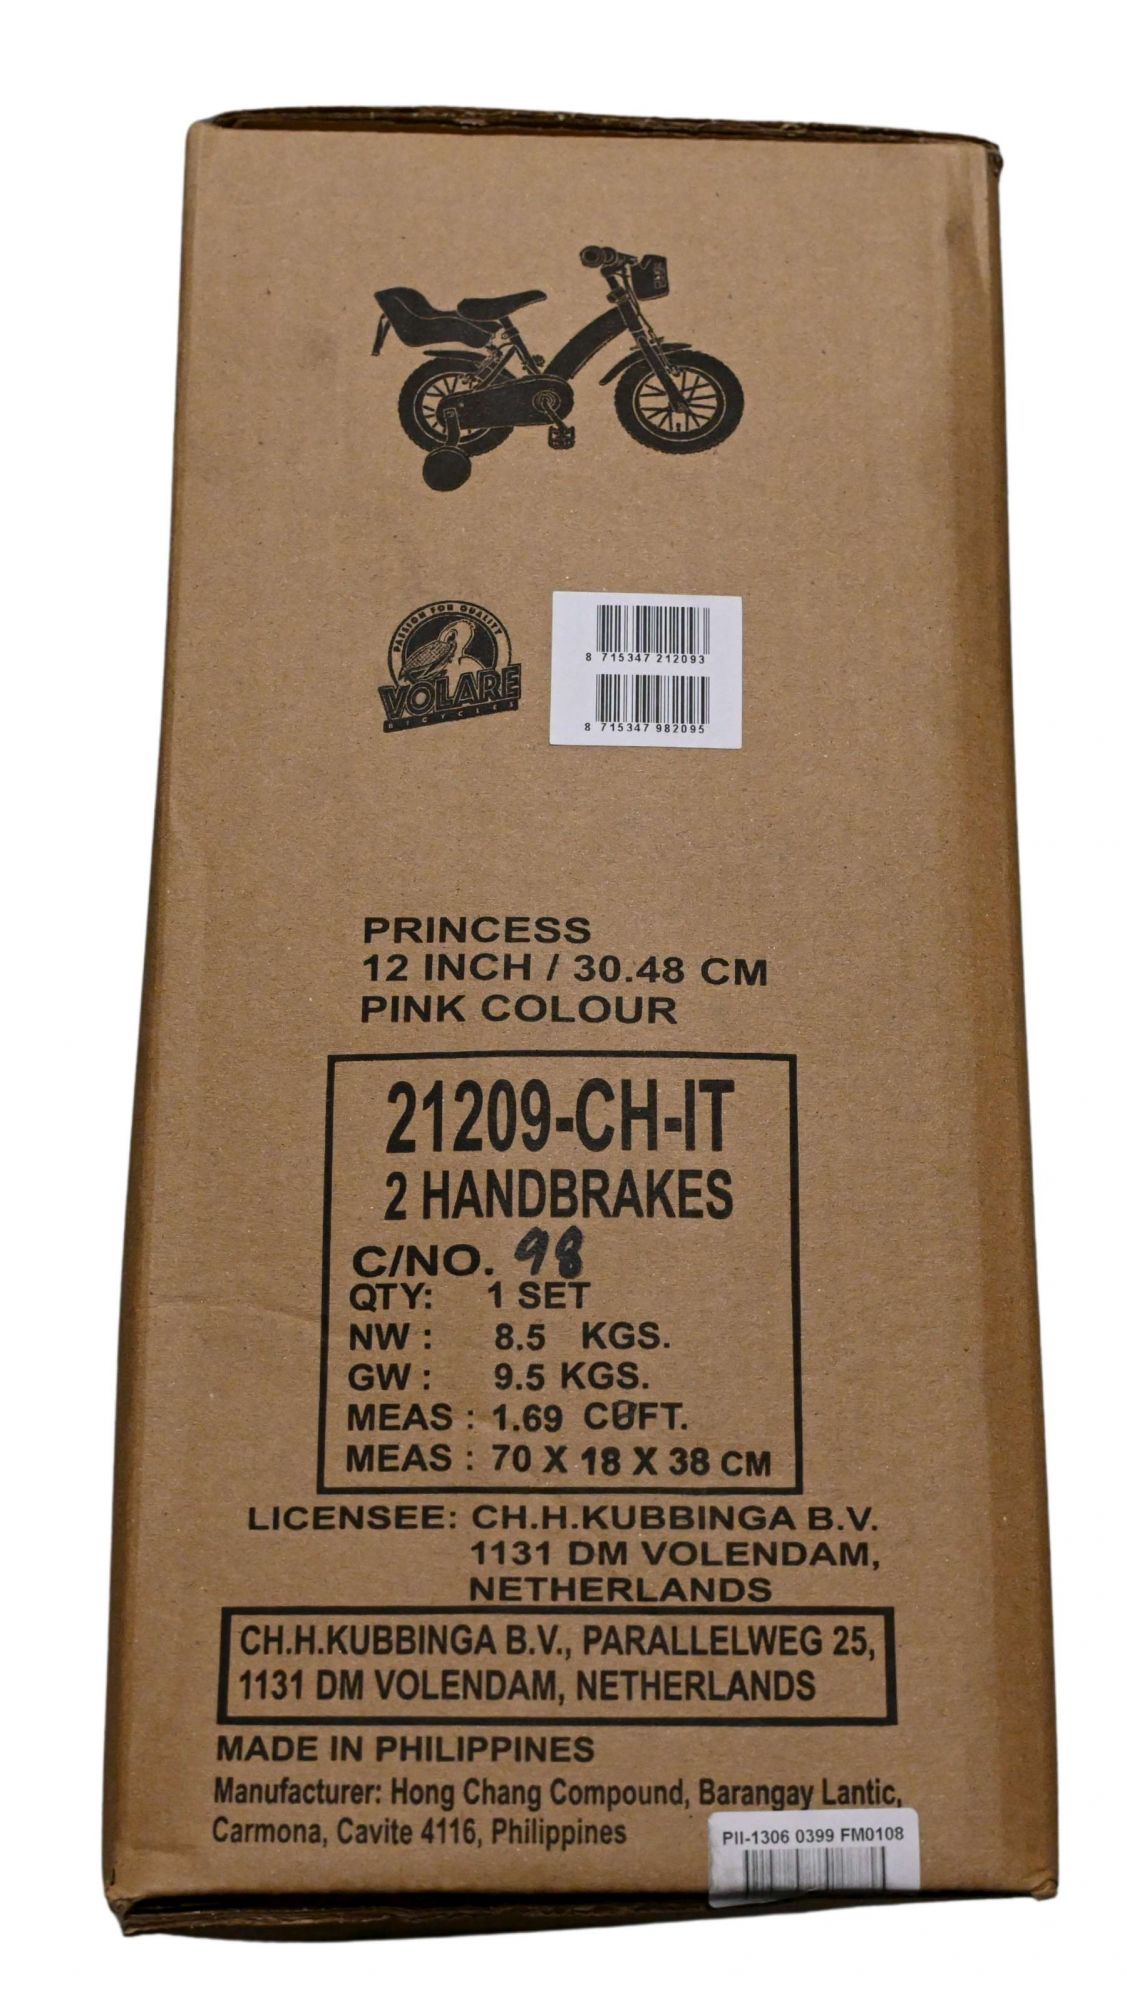 PASSION FOR QUALITY
VOLARE
BICYCLES
8 715347 212093
8 715347 982095
PRINCESS
12 INCH / 30.48 CM
PINK COLOUR
21209-CH-IT
2 HANDBRAKES
C/NO. 98
QTY: 1 SET
NW : 8.5 KGS.
GW : 9.5 KGS.
MEAS : 1.69 CUFT.
MEAS : 70 X 18 X 38 CM
LICENSEE: CH.H.KUBBINGA B.V.
1131 DM VOLENDAM,
NETHERLANDS
CH.H.KUBBINGA B.V., PARALLELWEG 25,
1131 DM VOLENDAM, NETHERLANDS
MADE IN PHILIPPINES
Manufacturer: Hong Chang Compound, Barangay Lantic,
Carmona, Cavite 4116, Philippines
PII-1306 0399 FM0108